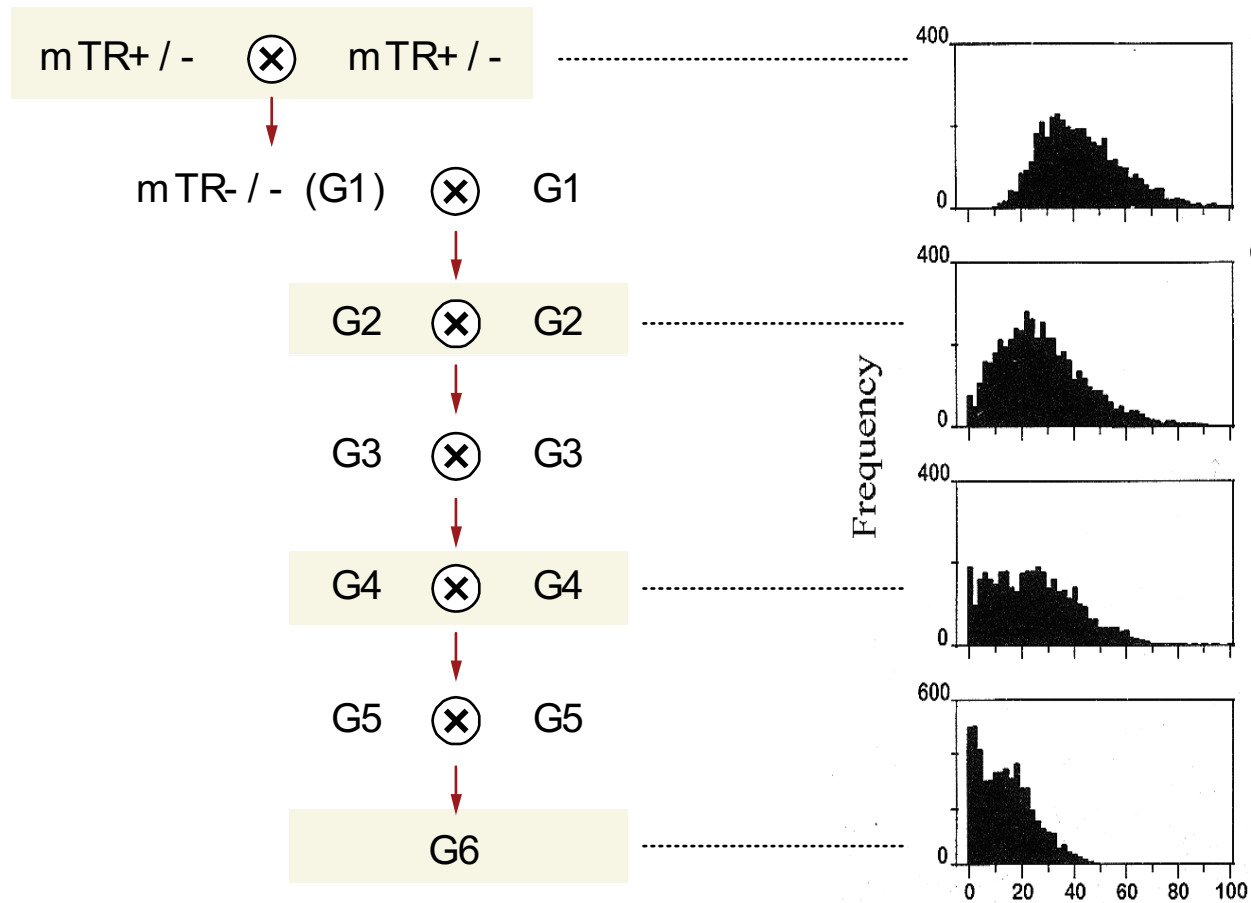 mTR+ / - × mTR+ / -
mTR- / - (G1) × G1
G2 × G2
G3 × G3
G4 × G4
G5 × G5
G6
Frequency
400
0
400
0
400
0
600
0
0 20 40 60 80 100